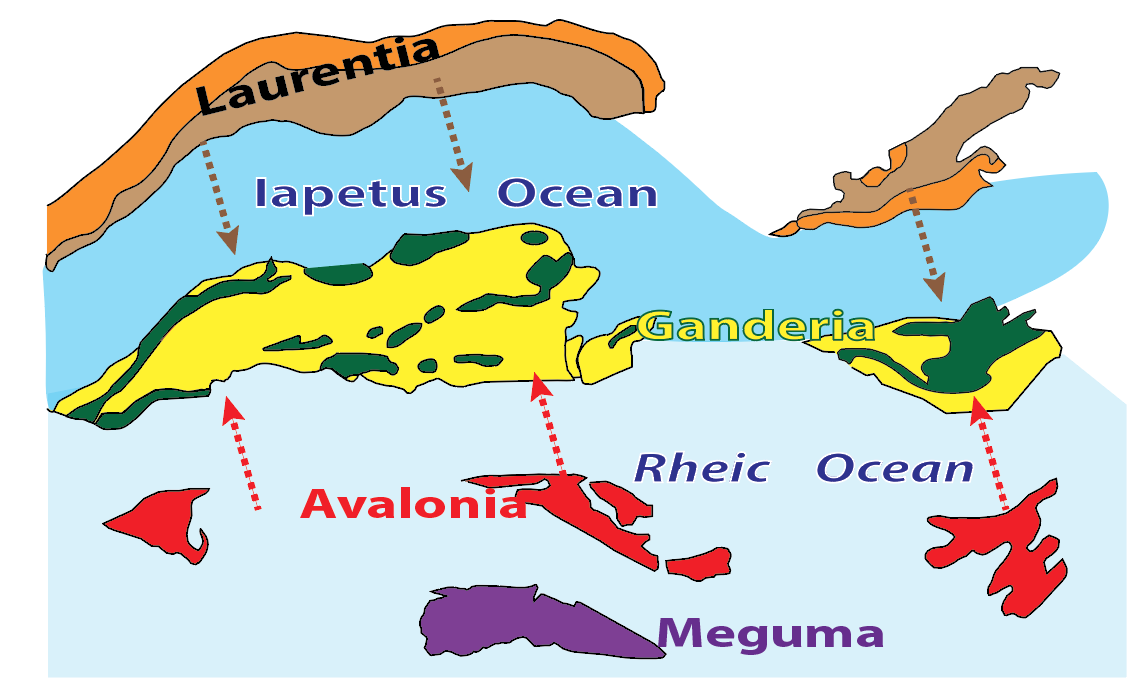 Laurentia
Iapetus Ocean
Ganderia
Rheic Ocean
Avalonia
Meguma